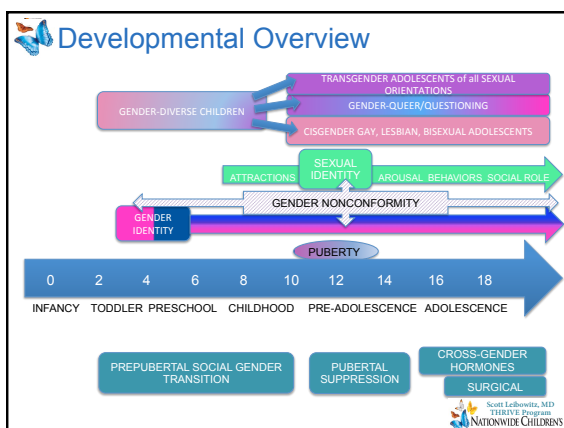 Developmental Overview
TRANSGENDER ADOLESCENTS of all SEXUAL
ORIENTATIONS
GENDER-DIVERSE CHILDREN
GENDER-QUEER/QUESTIONING
CISGENDER GAY, LESBIAN, BISEXUAL ADOLESCENTS
SEXUAL
IDENTITY
ATTRACTIONS
AROUSAL BEHAVIORS SOCIAL ROLE
GENDER NONCONFORMITY
GENDER
IDENTITY
PUBERTY
0 2 4 6 8 10 12 14 16 18
INFANCY TODDLER PRESCHOOL CHILDHOOD PRE-ADOLESCENCE ADOLESCENCE
PREPUBERTAL SOCIAL GENDER
TRANSITION
PUBERTAL
SUPPRESSION
CROSS-GENDER
HORMONES
SURGICAL
Scott Leibowitz, MD
THRIVE Program
NATIONWIDE CHILDREN'S